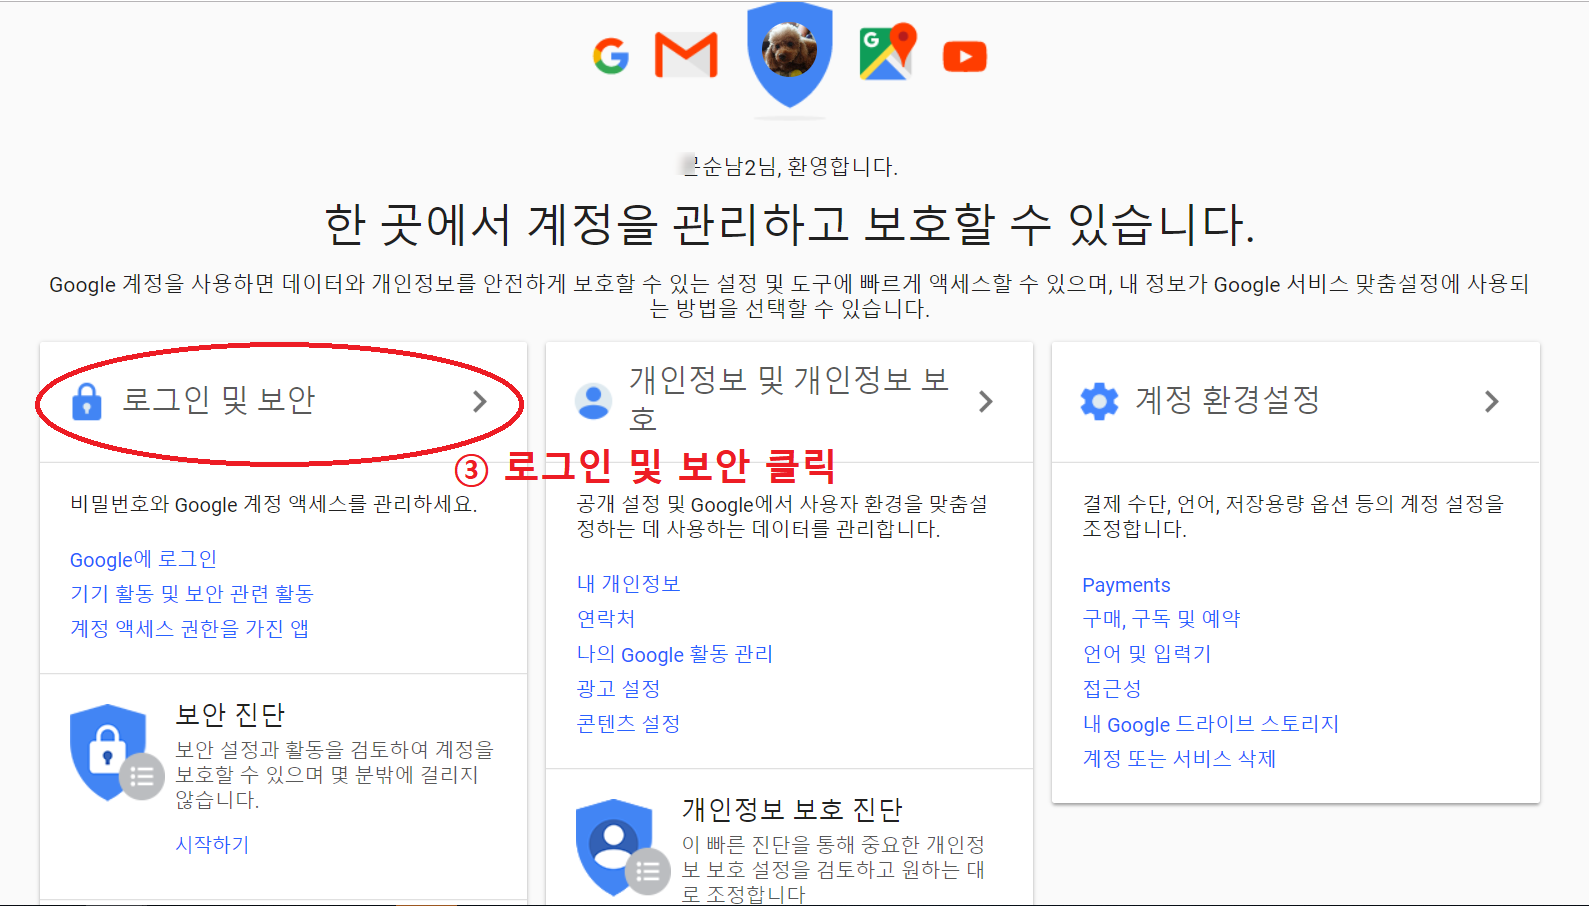 순남2님, 환영합니다.
한 곳에서 계정을 관리하고 보호할 수 있습니다.
Google 계정을 사용하면 데이터와 개인정보를 안전하게 보호할 수 있는 설정 및 도구에 빠르게 액세스할 수 있으며, 내 정보가 Google 서비스 맞춤설정에 사용되
는 방법을 선택할 수 있습니다.
로그인 및 보안
③ 로그인 및 보안 클릭
비밀번호와 Google 계정 액세스를 관리하세요.
Google에 로그인
기기 활동 및 보안 관련 활동
계정 액세스 권한을 가진 앱
보안 진단
보안 설정과 활동을 검토하여 계정을
보호할 수 있으며 몇 분밖에 걸리지
않습니다.
시작하기
개인정보 및 개인정보 보
호
공개 설정 및 Google에서 사용자 환경을 맞춤설
정하는 데 사용하는 데이터를 관리합니다.
내 개인정보
연락처
나의 Google 활동 관리
광고 설정
콘텐츠 설정
개인정보 보호 진단
이 빠른 진단을 통해 중요한 개인정
보 보호 설정을 검토하고 원하는 대
로 조정합니다
계정 환경설정
결제 수단, 언어, 저장용량 옵션 등의 계정 설정을
조정합니다.
Payments
구매, 구독 및 예약
언어 및 입력기
접근성
내 Google 드라이브 스토리지
계정 또는 서비스 삭제